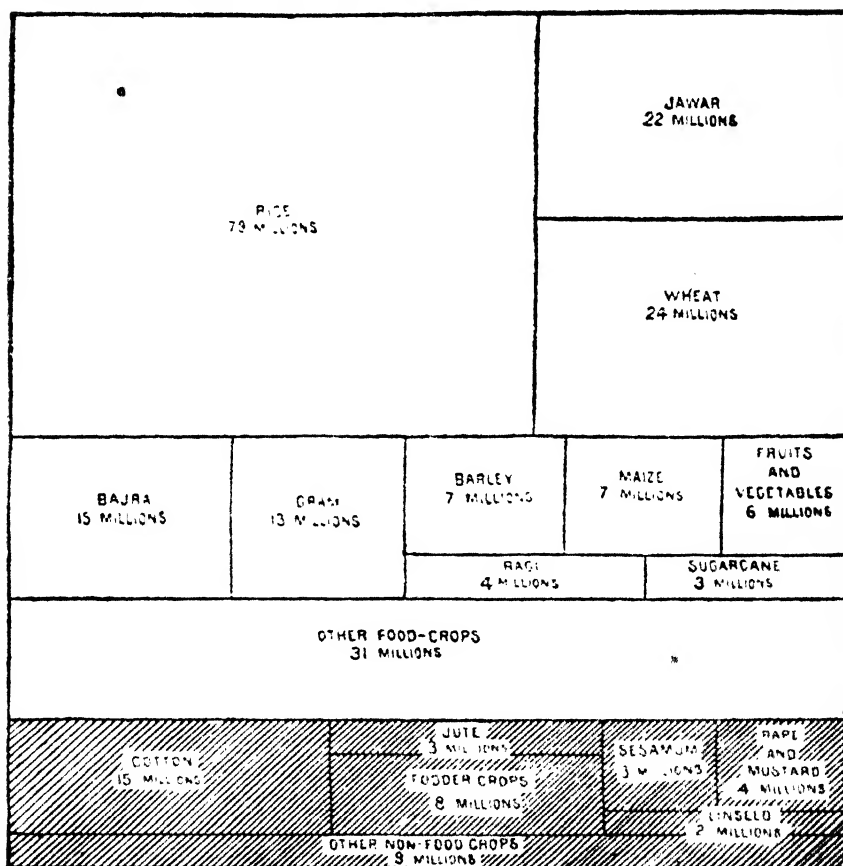 RICE
79 MILLIONS
JAWAR
22 MILLIONS
WHEAT
24 MILLIONS
BAJRA
15 MILLIONS
GRAM
13 MILLIONS
BARLEY
7 MILLIONS
MAIZE
7 MILLIONS
FRUITS
AND
VEGETABLES
6 MILLIONS
RAGI
4 MILLIONS
SUGARCANE
3 MILLIONS
OTHER FOOD-CROPS
31 MILLIONS
COTTON
15 MILLIONS
JUTE
3 MILLIONS
FODDER CROPS
8 MILLIONS
SESAMUM
3 MILLIONS
RAPE
AND
MUSTARD
4 MILLIONS
LINSEED
2 MILLIONS
OTHER NON-FOOD CROPS
9 MILLIONS